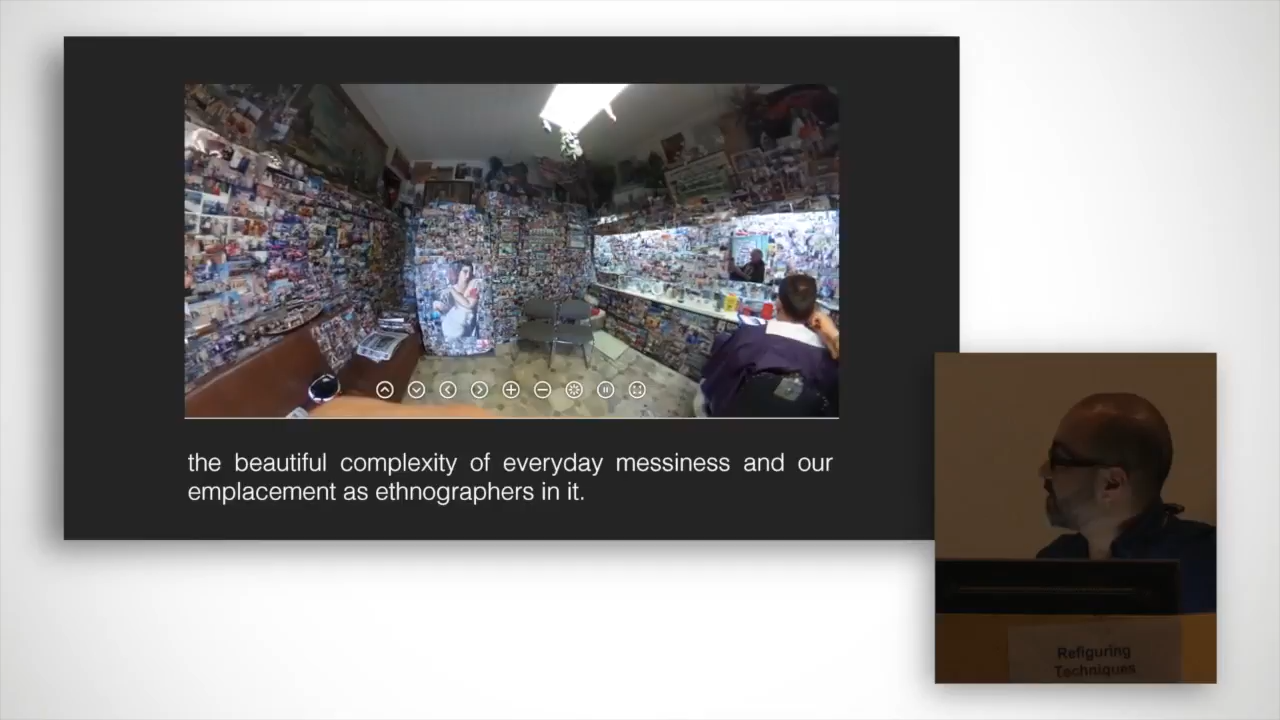 the beautiful complexity of everyday messiness and our
emplacement as ethnographers in it.
Refiguring
Techniques